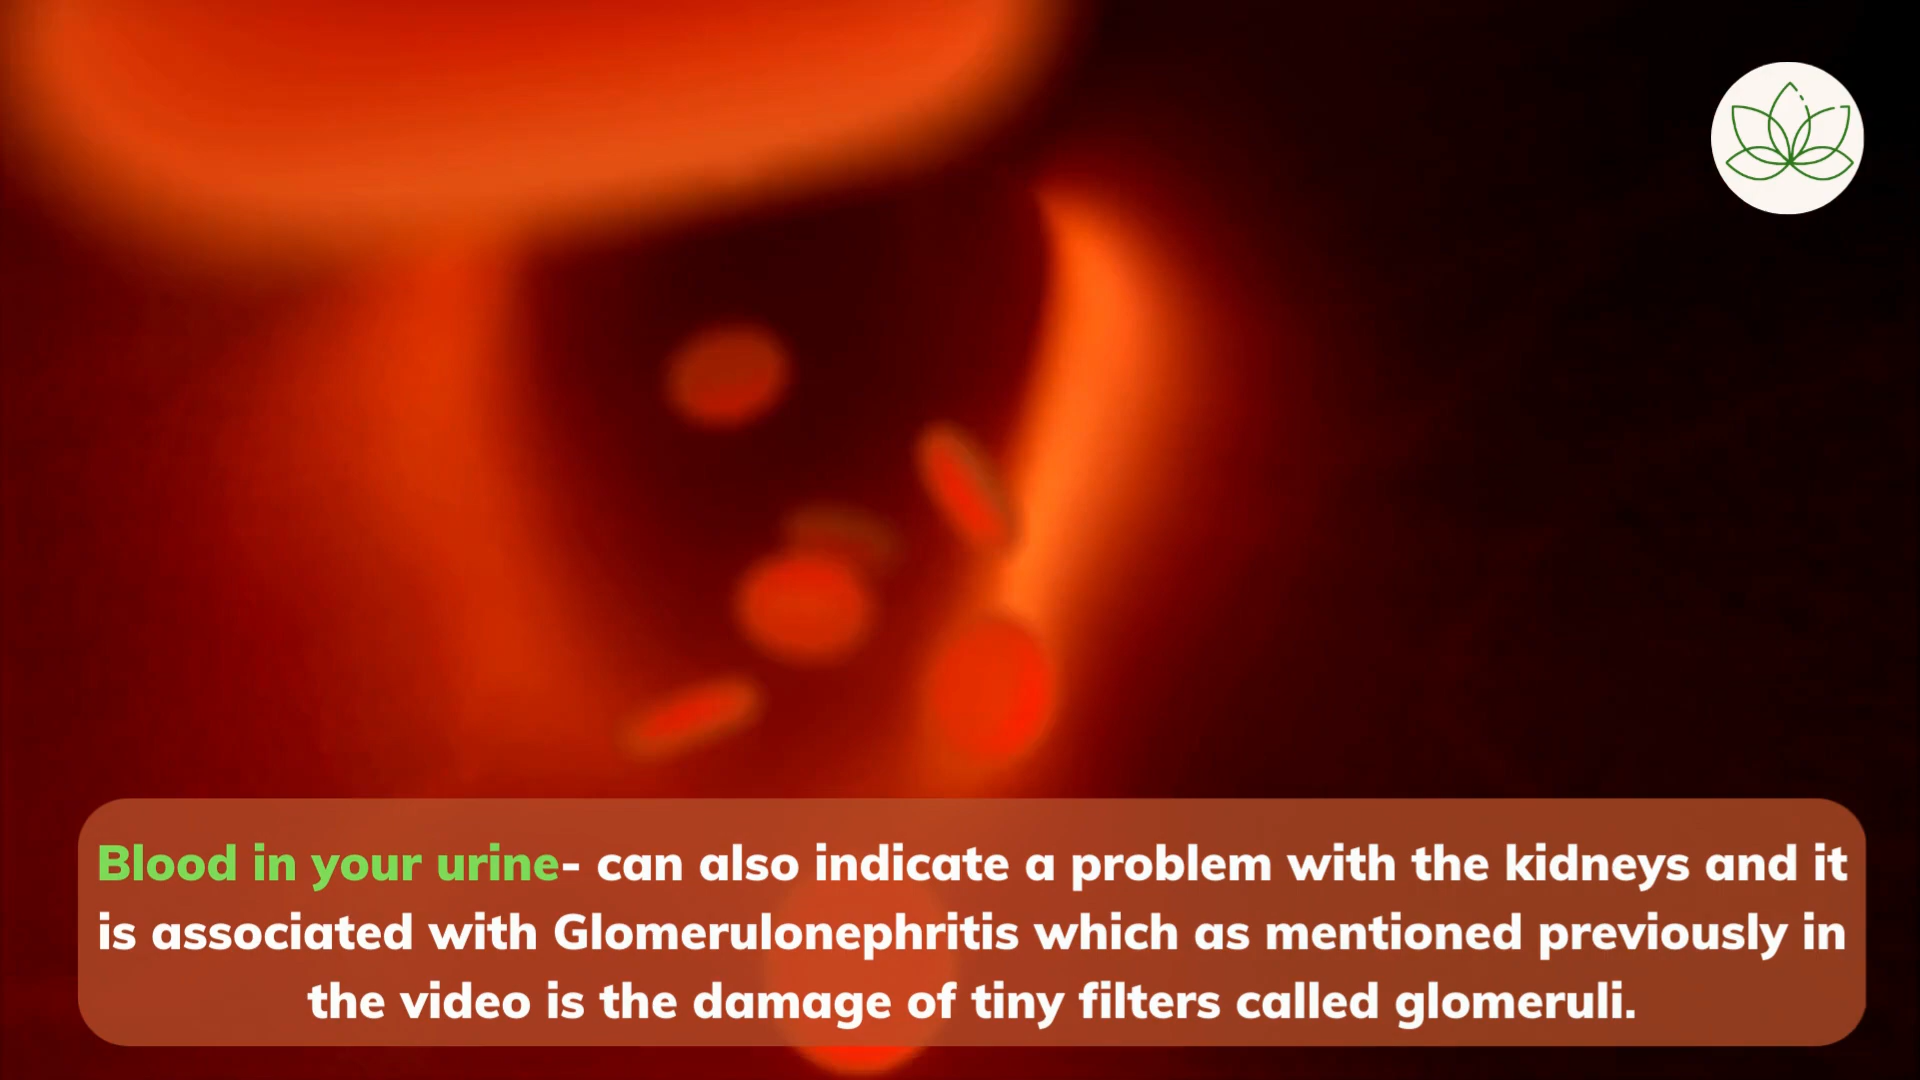 Blood in your urine- can also indicate a problem with the kidneys and it
is associated with Glomerulonephritis which as mentioned previously in
the video is the damage of tiny filters called glomeruli.